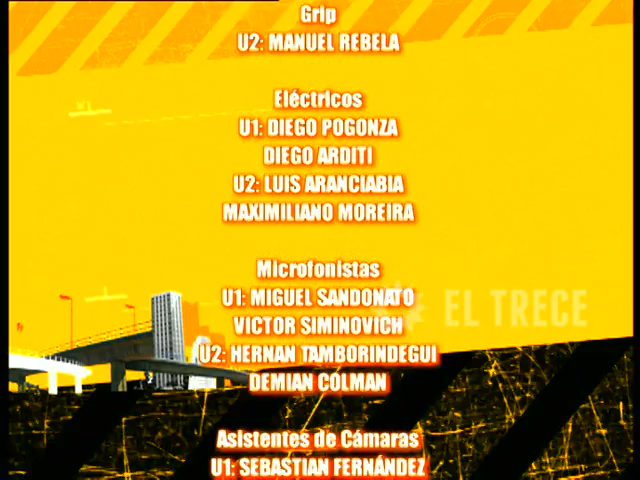 Grip
U2: MANUEL REBELA
Eléctricos
U1: DIEGO POGONZA
DIEGO ARDITI
U2: LUIS ARANCIABIA
MAXIMILIANO MOREIRA
Microfonistas
U1: MIGUEL SANDONATO
EL TRECE
VICTOR SIMINOVICH
U2: HERNAN TAMBORINDEGUI
DEMIAN COLMAN
Asistentes de Cámaras
U1: SEBASTIAN FERNÁNDEZ